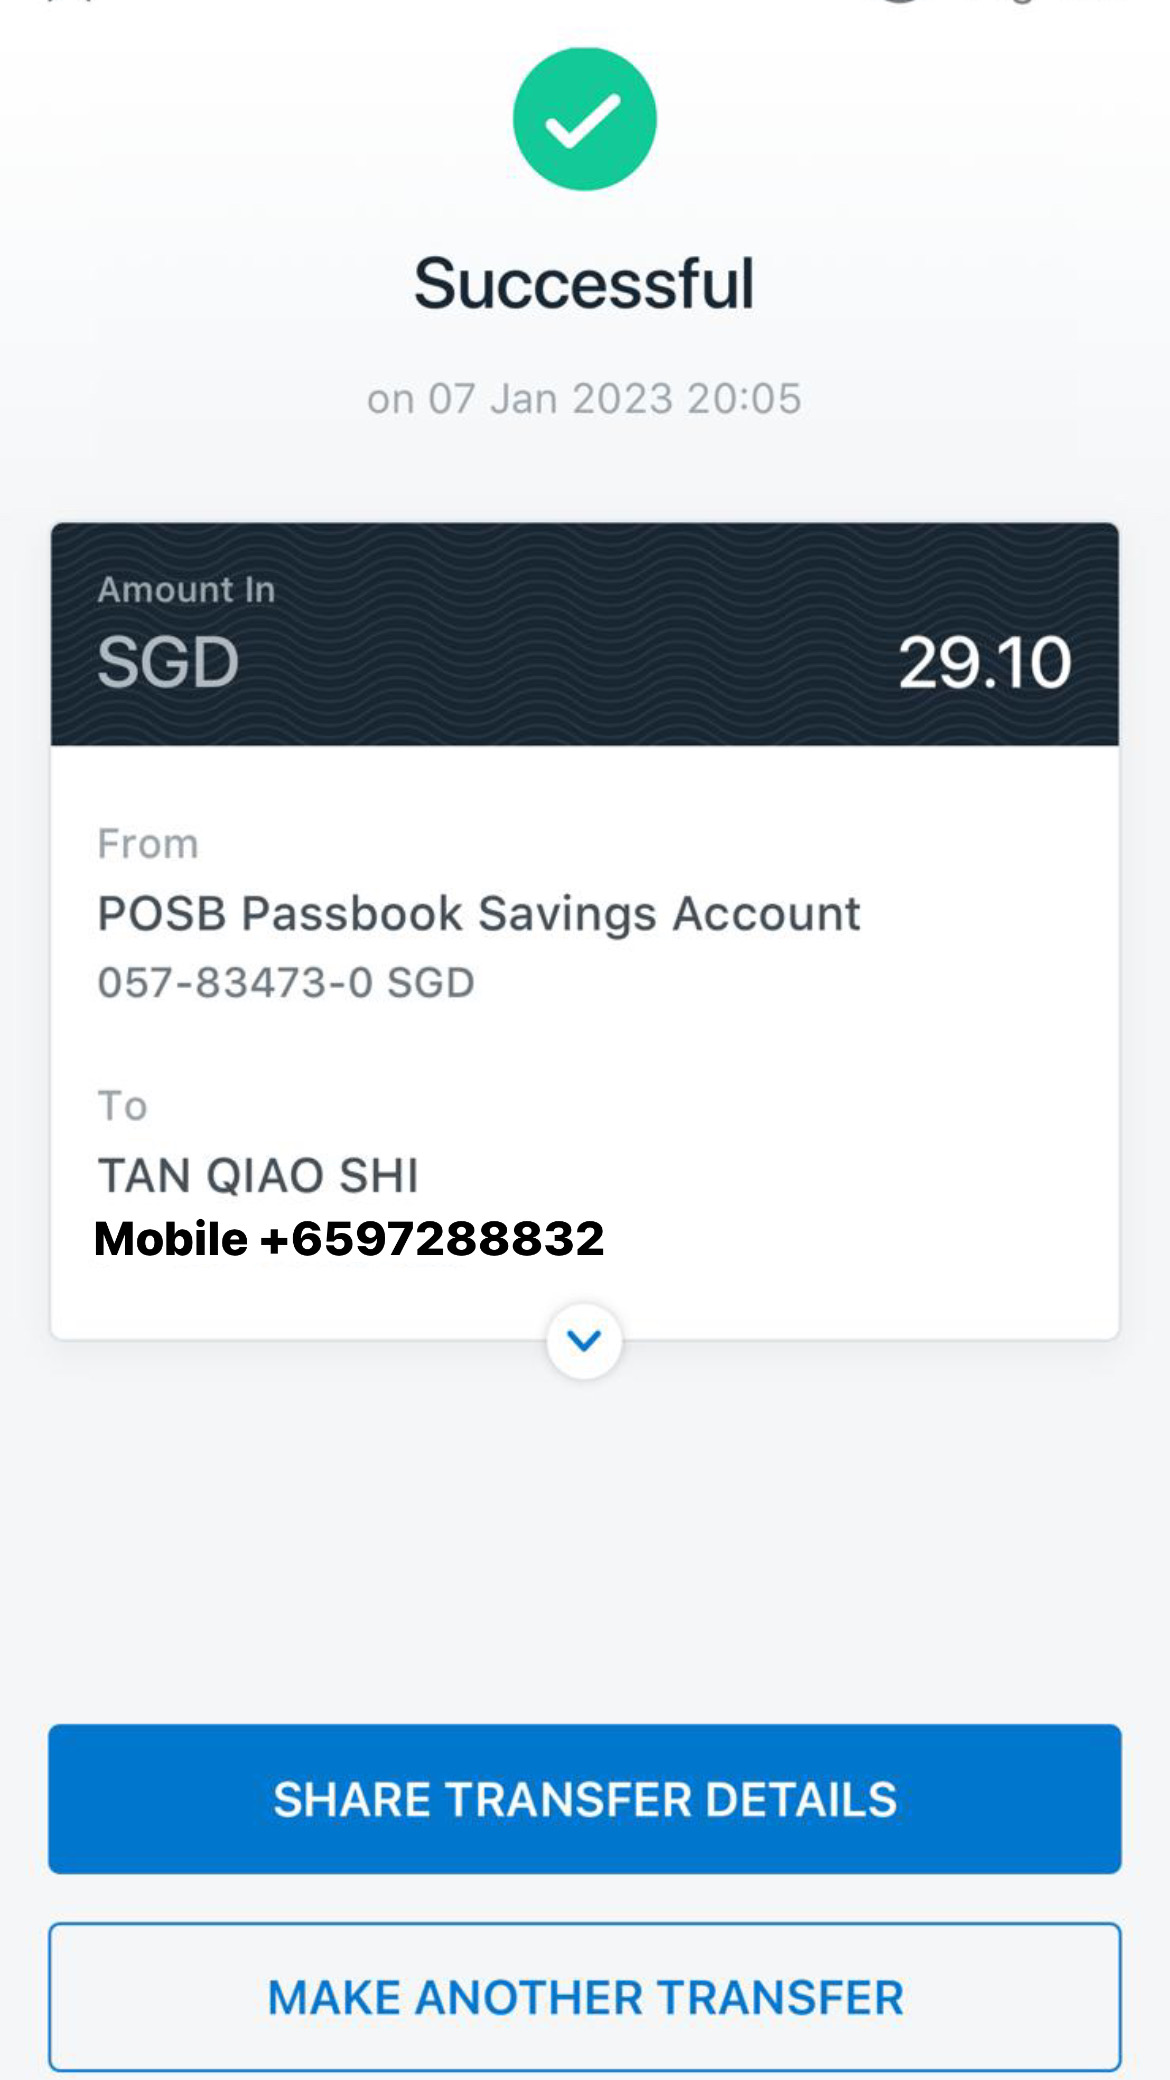 Successful
on 07 Jan 2023 20:05
Amount In
SGD 29.10
From
POSB Passbook Savings Account
057-83473-0 SGD
To
TAN QIAO SHI
Mobile +6597288832
SHARE TRANSFER DETAILS
MAKE ANOTHER TRANSFER